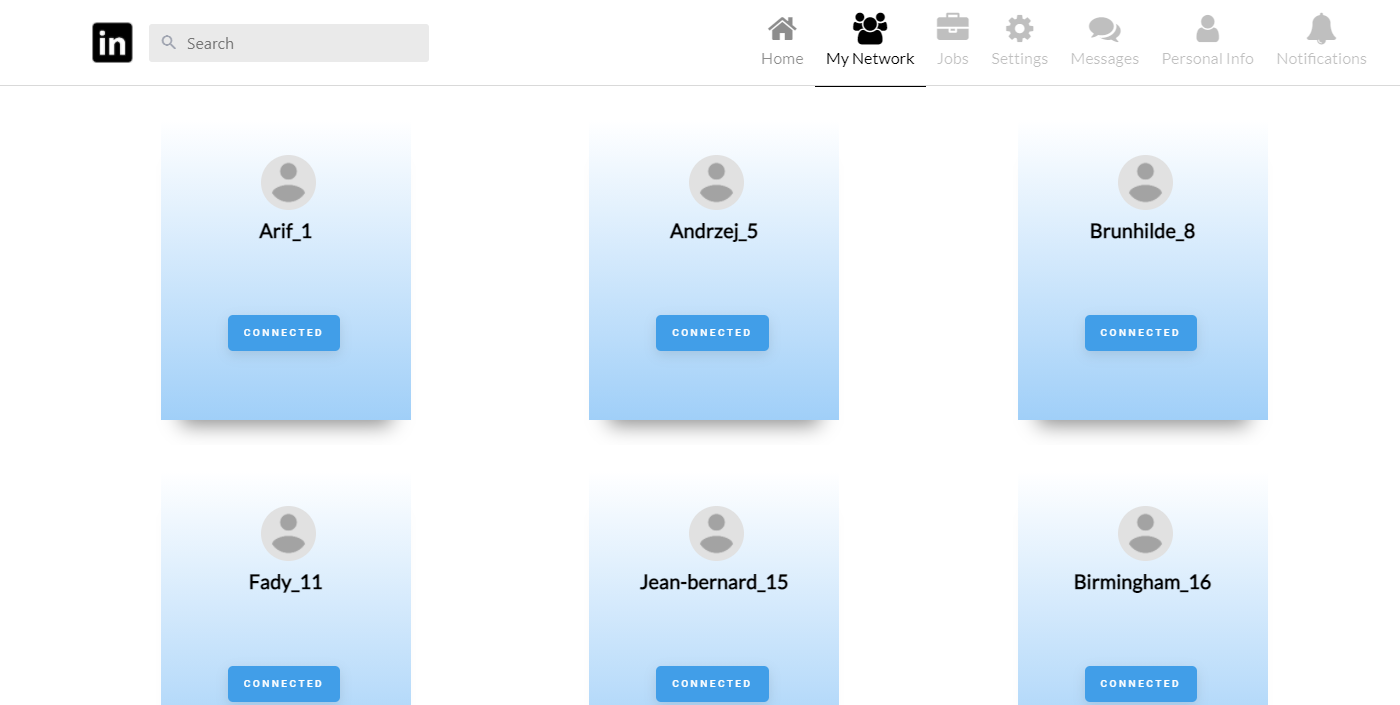 in
Search
Home My Network Jobs Settings Messages Personal Info Notifications
Arif_1 Andrzej_5 Brunhilde_8
CONNECTED CONNECTED CONNECTED
Fady_11 Jean-bernard_15 Birmingham_16
CONNECTED CONNECTED CONNECTED